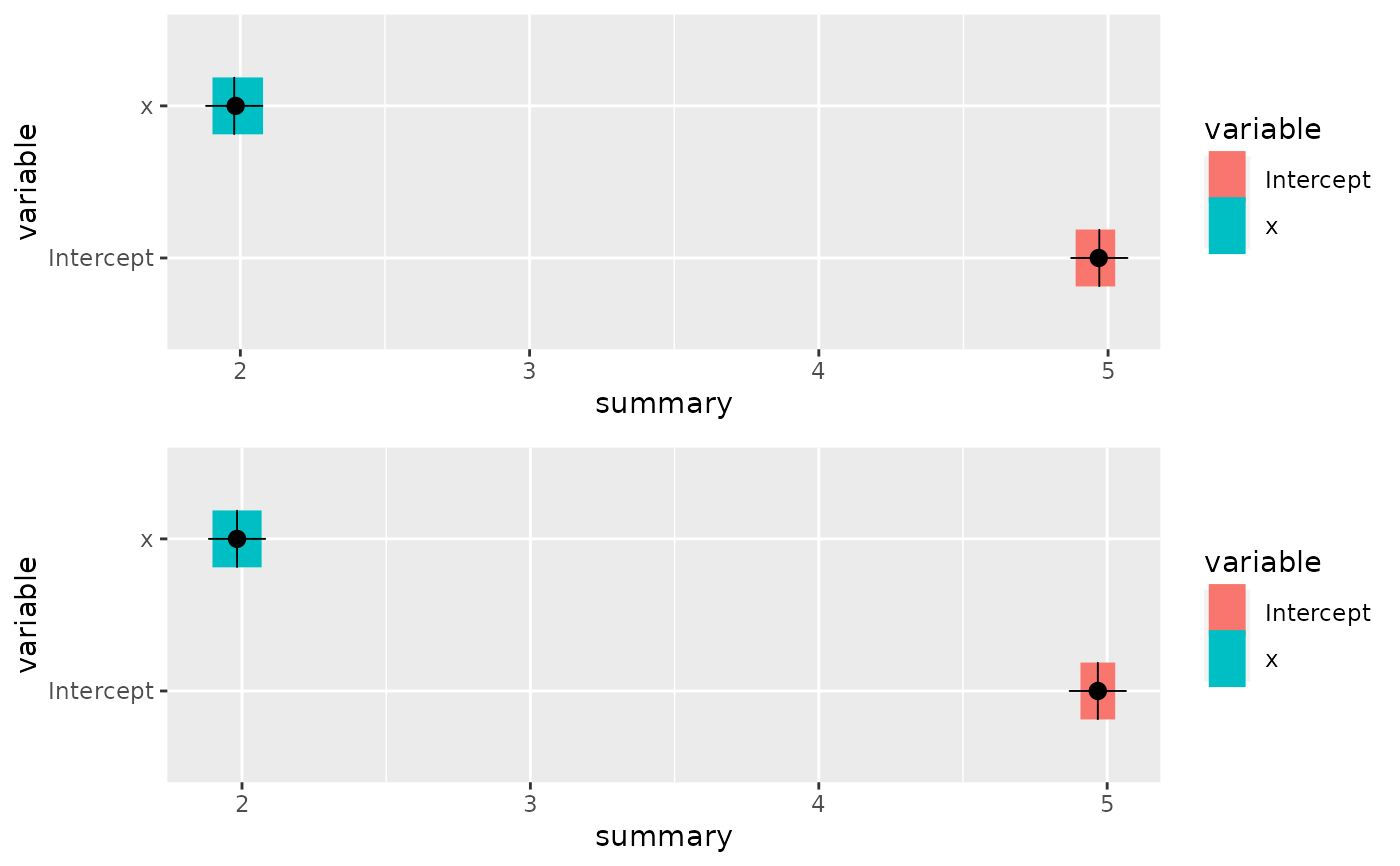 variable
x
Intercept
2 3 4 5
summary
variable
Intercept
x
variable
x
Intercept
2 3 4 5
summary
variable
Intercept
x